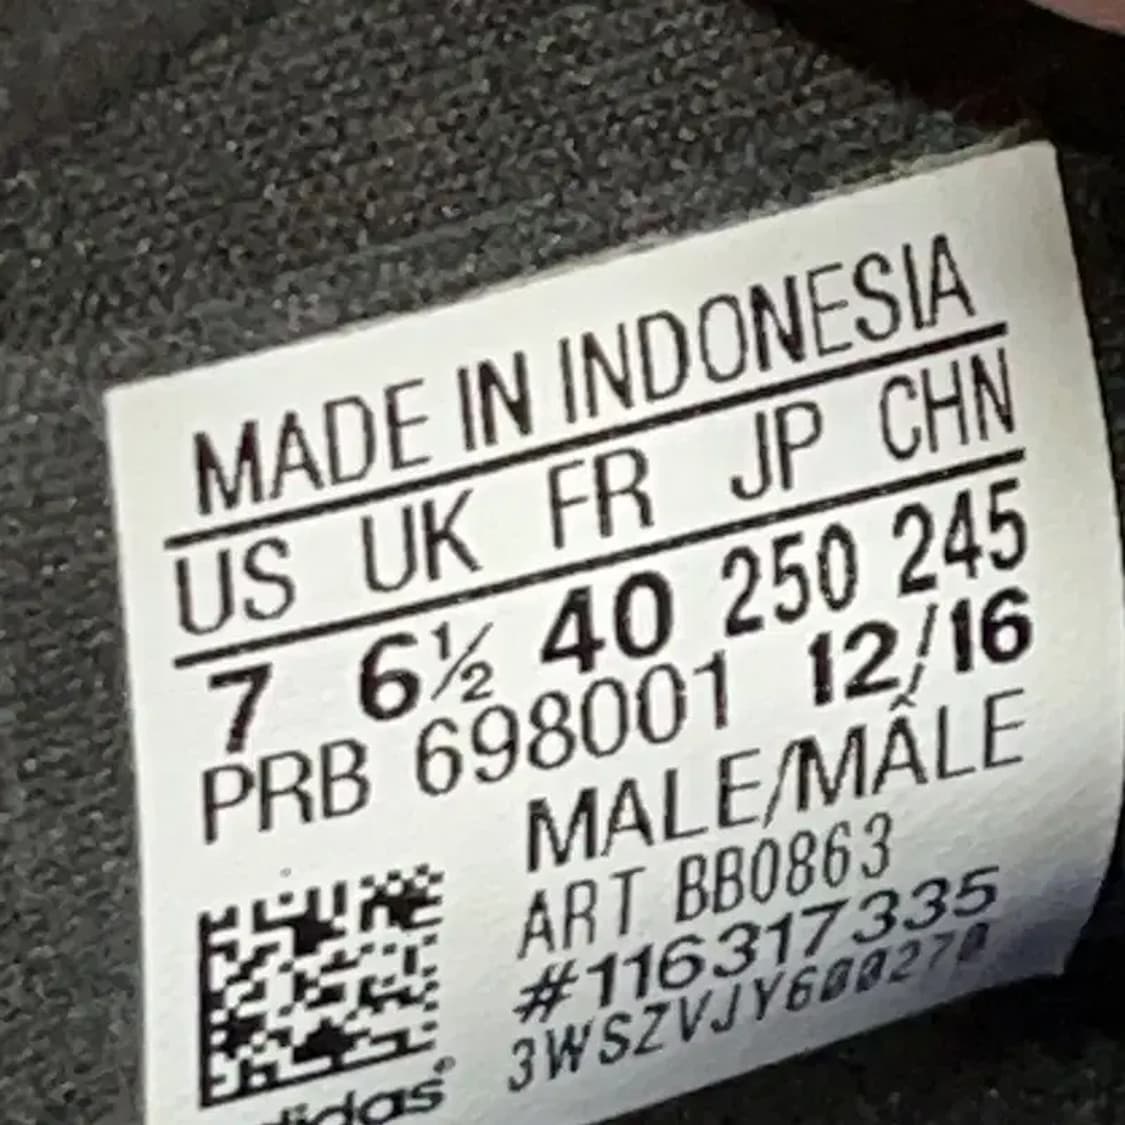 MADE IN INDONESIA
US UK FR JP CHN
7 6½ 40 250 245
PRB 698001 12/16
MALE/MÂLE
ART BB0863
#116317335
3WSZVJY600270
adidas®